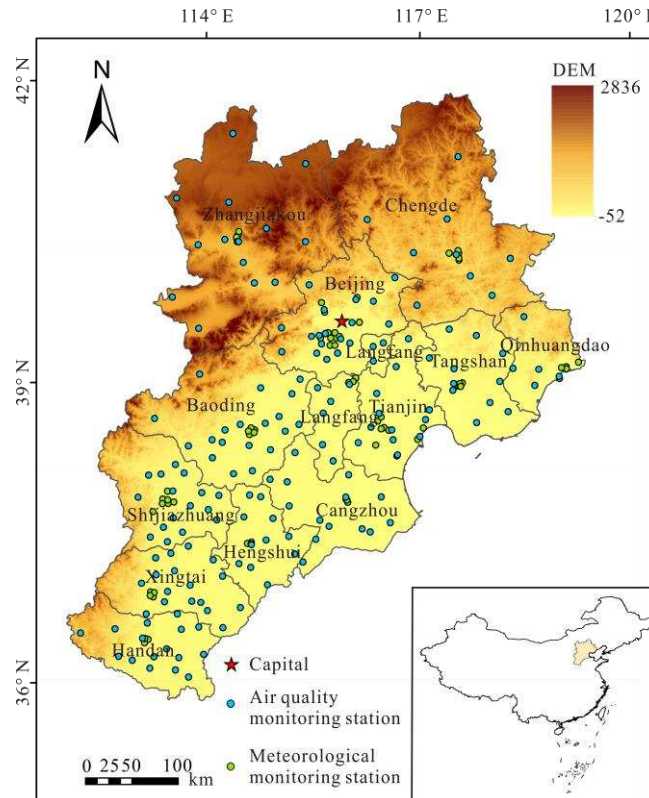 114° E
117° E
120° E
42° N
39° N
36° N
N
DEM
2836
-52
Zhangjiakou
Chengde
Beijing
Langfang
Tangshan
Qinhuangdao
Baoding
Langfang
Tianjin
Shijiazhuang
Cangzhou
Hengshui
Xingtai
Handan
Capital
Air quality
monitoring station
Meteorological
monitoring station
0 25 50 100
km